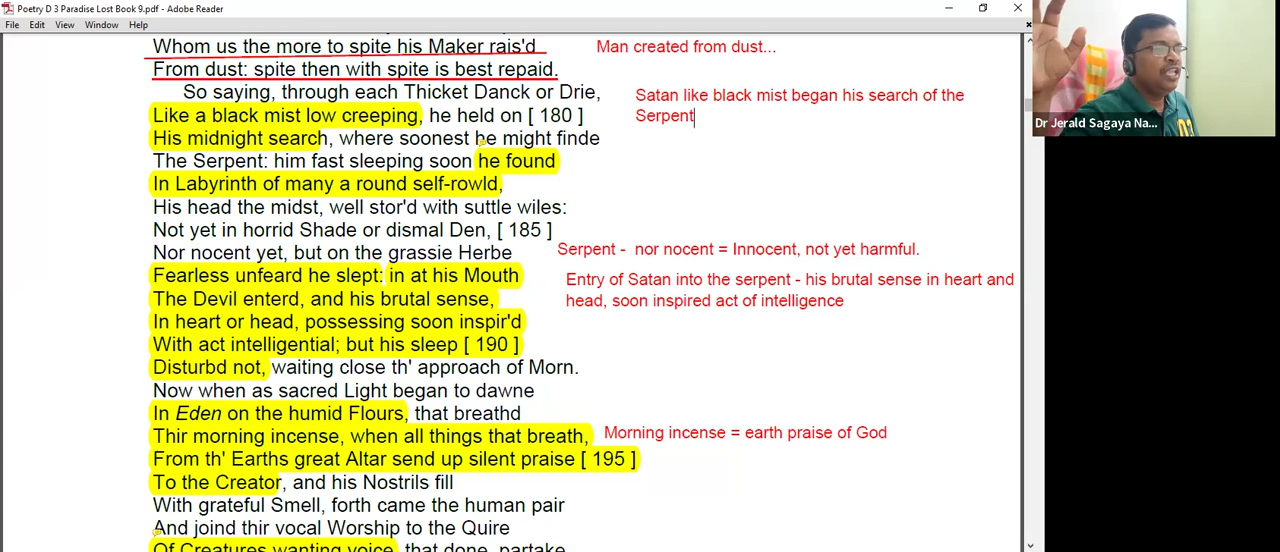 Poetry D 3 Paradise Lost Book 9.pdf - Adobe Reader
File Edit View Window Help
Whom us the more to spite his Maker rais'd
Man created from dust...
From dust: spite then with spite is best repaid.
So saying, through each Thicket Danck or Drie,
Satan like black mist began his search of the
Serpent
Like a black mist low creeping, he held on [ 180 ]
His midnight search, where soonest he might finde
The Serpent: him fast sleeping soon he found
In Labyrinth of many a round self-rowld,
His head the midst, well stor'd with suttle wiles:
Not yet in horrid Shade or dismal Den, [ 185 ]
Nor nocent yet, but on the grassie Herbe
Serpent - nor nocent = Innocent, not yet harmful.
Fearless unfeard he slept: in at his Mouth
Entry of Satan into the serpent - his brutal sense in heart and
head, soon inspired act of intelligence
The Devil enterd, and his brutal sense,
In heart or head, possessing soon inspir'd
With act intelligential; but his sleep [ 190 ]
Disturbd not, waiting close th' approach of Morn.
Now when as sacred Light began to dawne
In Eden on the humid Flours, that breathd
Thir morning incense, when all things that breath,
Morning incense = earth praise of God
From th' Earths great Altar send up silent praise [ 195 ]
To the Creator, and his Nostrils fill
With grateful Smell, forth came the human pair
And joind thir vocal Worship to the Quire
Of Creatures wanting voice, that done, partake
Dr Jerald Sagaya Na...